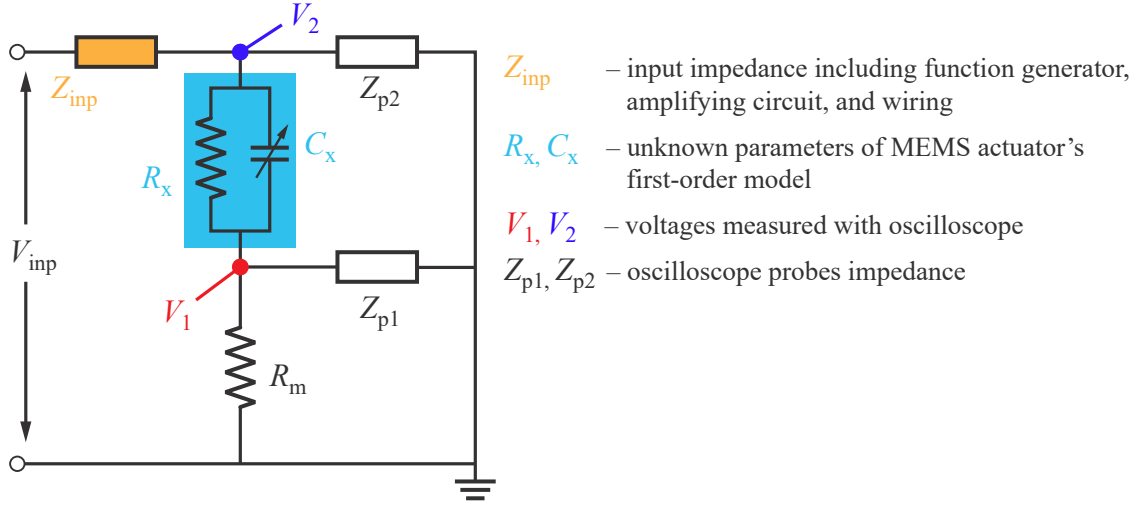 V2
Zinp
Zp2
Rx
Cx
Vinp
V1
Zp1
Rm
Zinp – input impedance including function generator,
amplifying circuit, and wiring
Rx, Cx – unknown parameters of MEMS actuator’s
first-order model
V1, V2 – voltages measured with oscilloscope
Zp1, Zp2 – oscilloscope probes impedance